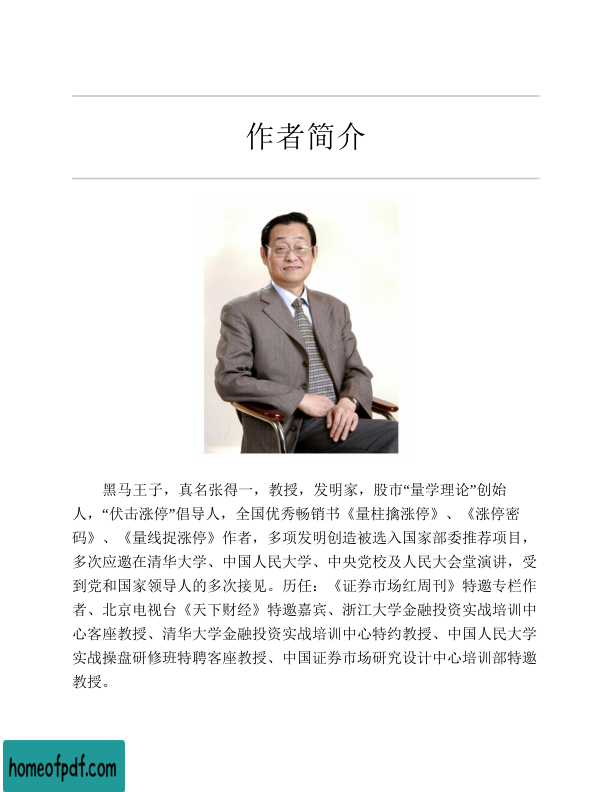 作者简介
黑马王子，真名张得一，教授，发明家，股市“量学理论”创始
人，“伏击涨停”倡导人，全国优秀畅销书《量柱擒涨停》、《涨停密
码》、《量线捉涨停》作者，多项发明创造被选入国家部委推荐项目，
多次应邀在清华大学、中国人民大学、中央党校及人民大会堂演讲，受
到党和国家领导人的多次接见。历任：《证券市场红周刊》特邀专栏作
者、北京电视台《天下财经》特邀嘉宾、浙江大学金融投资实战培训中
心客座教授、清华大学金融投资实战培训中心特约教授、中国人民大学
实战操盘研修班特聘客座教授、中国证券市场研究设计中心培训部特邀
教授。
homeofpdf.com